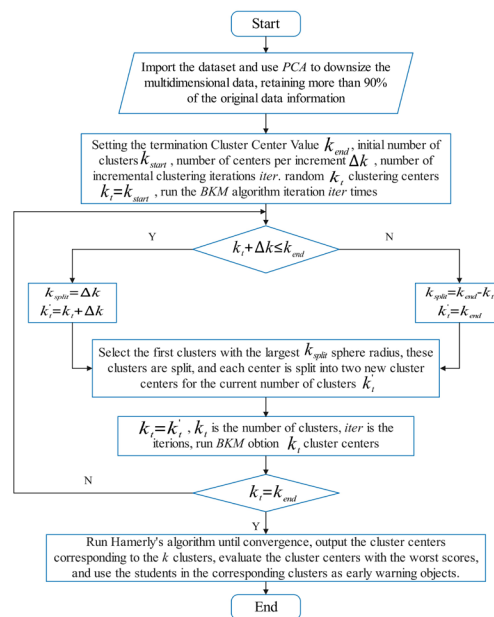 Start
Import the dataset and use PCA to downsize the
multidimensional data, retaining more than 90%
of the original data information
Setting the termination Cluster Center Value k_end , initial number of
clusters k_start , number of centers per increment Δk , number of
incremental clustering iterations iter. random k_t clustering centers
k_t=k_start , run the BKM algorithm iteration iter times
k_t+Δk≤k_end
Y
N
k_split=Δk
k_t'=k_t+Δk
k_split=k_end-k_t
k_t'=k_end
Select the first clusters with the largest k_split sphere radius, these
clusters are split, and each center is split into two new cluster
centers for the current number of clusters k_t'
k_t=k_t' , k_t is the number of clusters, iter is the
iterions, run BKM obtion k_t cluster centers
N
k_t=k_end
Y
Run Hamerly's algorithm until convergence, output the cluster centers
corresponding to the k clusters, evaluate the cluster centers with the worst scores,
and use the students in the corresponding clusters as early warning objects.
End